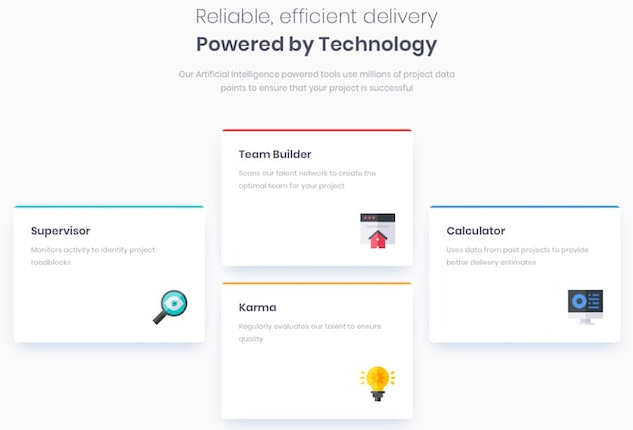 Reliable, efficient delivery
Powered by Technology
Our Artificial Intelligence powered tools use millions of project data
points to ensure that your project is successful
Supervisor
Monitors activity to identify project
roadblocks
Team Builder
Scans our talent network to create the
optimal team for your project
Karma
Regularly evaluates our talent to ensure
quality
Calculator
Uses data from past projects to provide
better delivery estimates